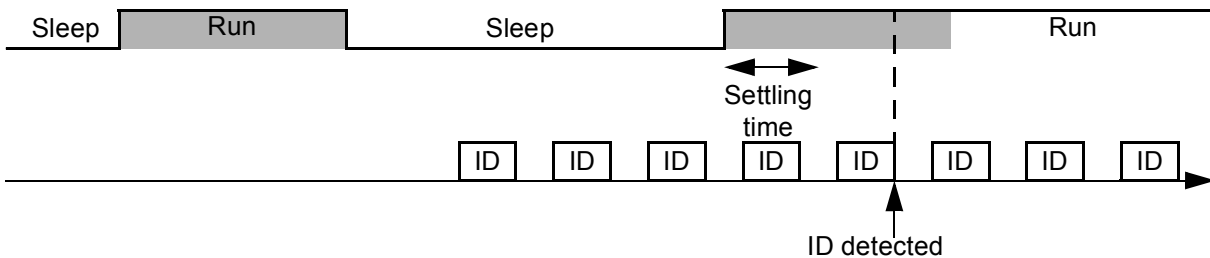 Sleep
Run
Sleep
Run
Settling
time
ID
ID
ID
ID
ID
ID
ID
ID
ID detected